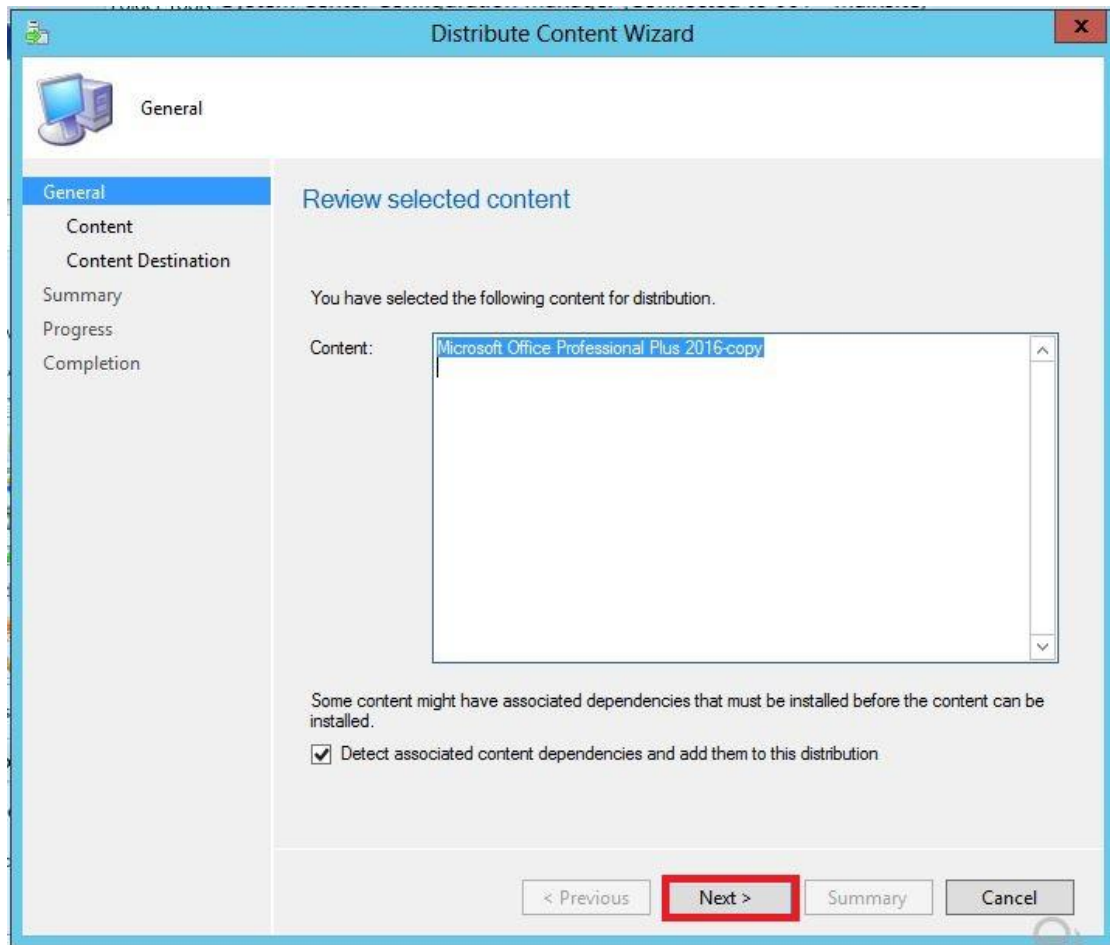 Distribute Content Wizard
X
General
General
Content
Content Destination
Summary
Progress
Completion
Review selected content
You have selected the following content for distribution.
Content:
Microsoft Office Professional Plus 2016-copy
Some content might have associated dependencies that must be installed before the content can be
installed.
Detect associated content dependencies and add them to this distribution
< Previous
Next >
Summary
Cancel